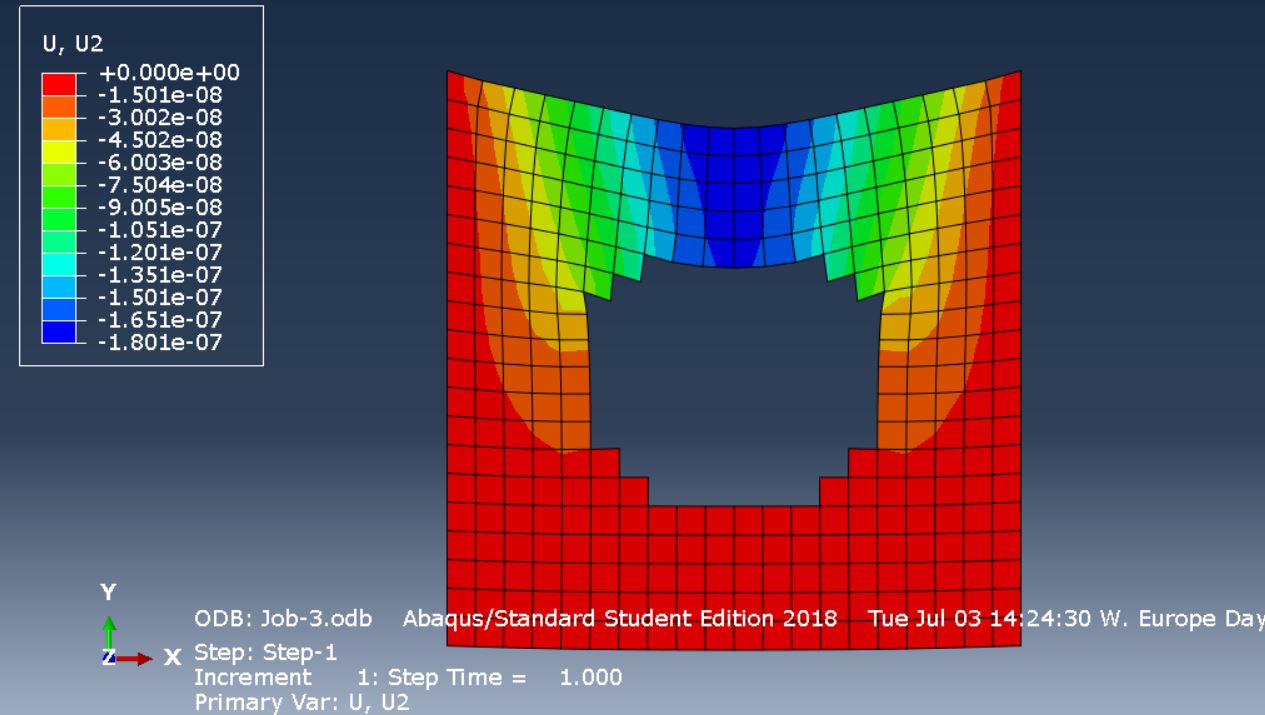 U, U2
+0.000e+00
-1.501e-08
-3.002e-08
-4.502e-08
-6.003e-08
-7.504e-08
-9.005e-08
-1.051e-07
-1.201e-07
-1.351e-07
-1.501e-07
-1.651e-07
-1.801e-07
Y
Z X
ODB: Job-3.odb Abaqus/Standard Student Edition 2018 Tue Jul 03 14:24:30 W. Europe Day
Step: Step-1
Increment 1: Step Time = 1.000
Primary Var: U, U2